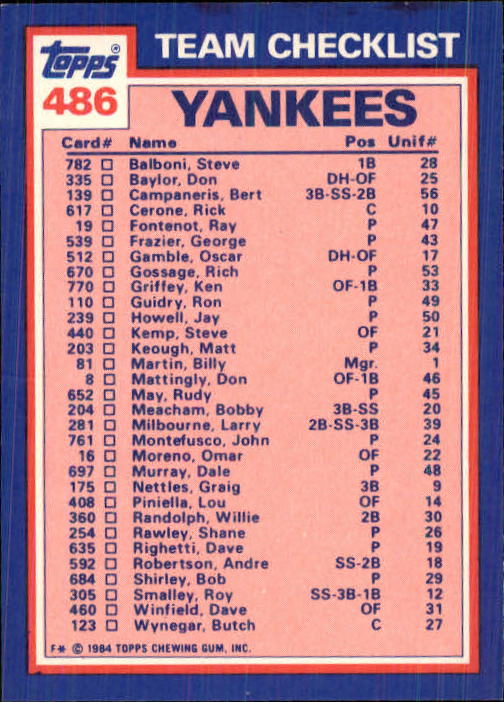 TOPPS® TEAM CHECKLIST
486 YANKEES
Card# Name Pos Unif#
782 □ Balboni, Steve 1B 28
335 □ Baylor, Don DH-OF 25
139 □ Campaneris, Bert 3B-SS-2B 56
617 □ Cerone, Rick C 10
19 □ Fontenot, Ray P 47
539 □ Frazier, George P 43
512 □ Gamble, Oscar DH-OF 17
670 □ Gossage, Rich P 53
770 □ Griffey, Ken OF-1B 33
110 □ Guidry, Ron P 49
239 □ Howell, Jay P 50
440 □ Kemp, Steve OF 21
203 □ Keough, Matt P 34
81 □ Martin, Billy Mgr. 1
8 □ Mattingly, Don OF-1B 46
652 □ May, Rudy P 45
204 □ Meacham, Bobby 3B-SS 20
281 □ Milbourne, Larry 2B-SS-3B 39
761 □ Montefusco, John P 24
16 □ Moreno, Omar OF 22
697 □ Murray, Dale P 48
175 □ Nettles, Graig 3B 9
408 □ Piniella, Lou OF 14
360 □ Randolph, Willie 2B 30
254 □ Rawley, Shane P 26
635 □ Righetti, Dave P 19
592 □ Robertson, Andre SS-2B 18
684 □ Shirley, Bob P 29
305 □ Smalley, Roy SS-3B-1B 12
460 □ Winfield, Dave OF 31
123 □ Wynegar, Butch C 27
F* © 1984 TOPPS CHEWING GUM, INC.